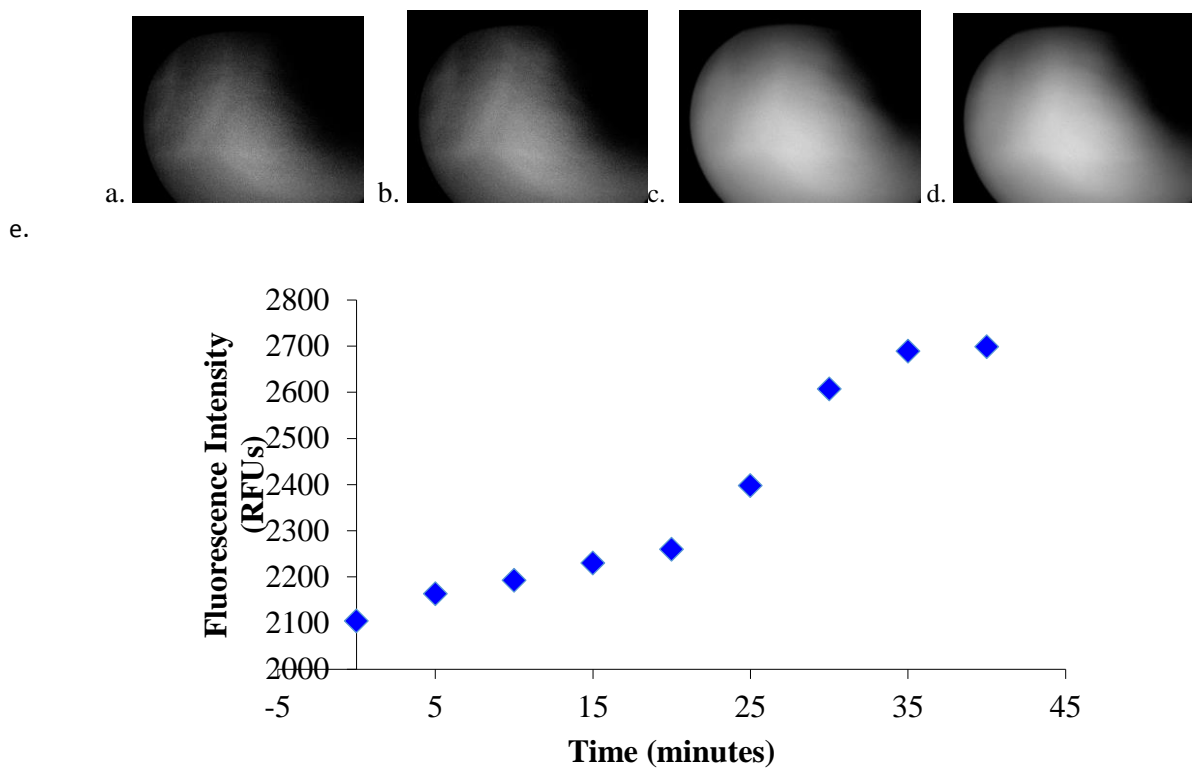 a.
b.
c.
d.
e.
2800
2700
2600
2500
2400
2300
2200
2100
2000
Fluorescence Intensity
(RFUs)
-5 5 15 25 35 45
Time (minutes)